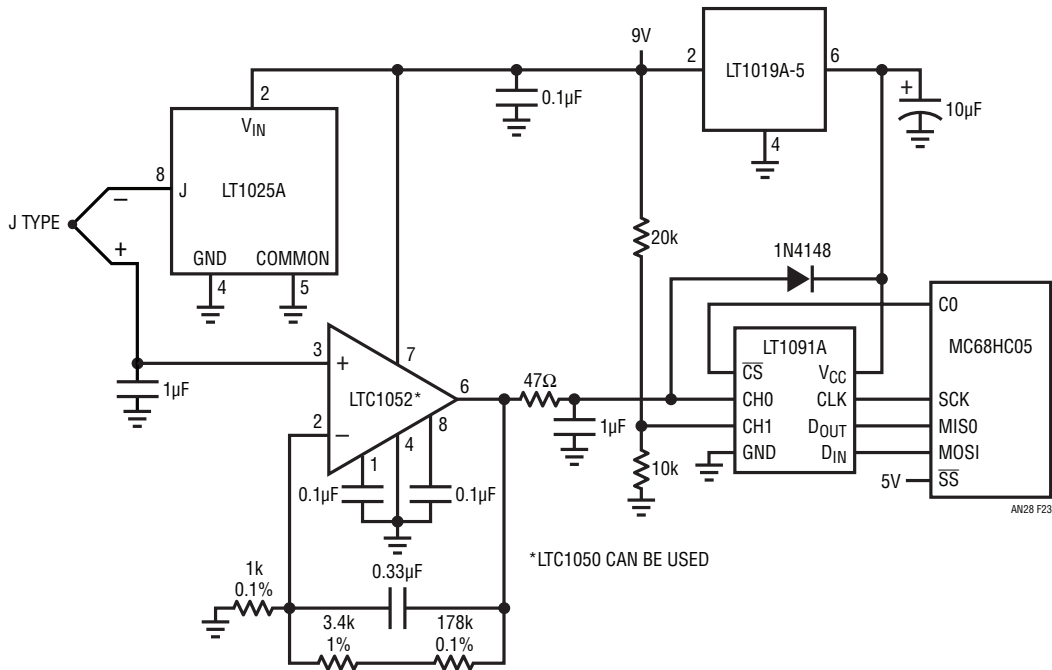 9V
2
LT1019A-5
6
4
+
10µF
0.1µF
2
VIN
8
J
LT1025A
GND
COMMON
4
5
J TYPE
−
+
20k
1N4148
C0
MC68HC05
LT1091A
CS
VCC
CH0
CLK
SCK
CH1
DOUT
MIS0
GND
DIN
MOSI
5V
SS
AN28 F23
1µF
3
+
7
LTC1052*
6
47Ω
2
−
8
4
1
1µF
10k
0.1µF
0.1µF
*LTC1050 CAN BE USED
1k
0.1%
0.33µF
3.4k
1%
178k
0.1%